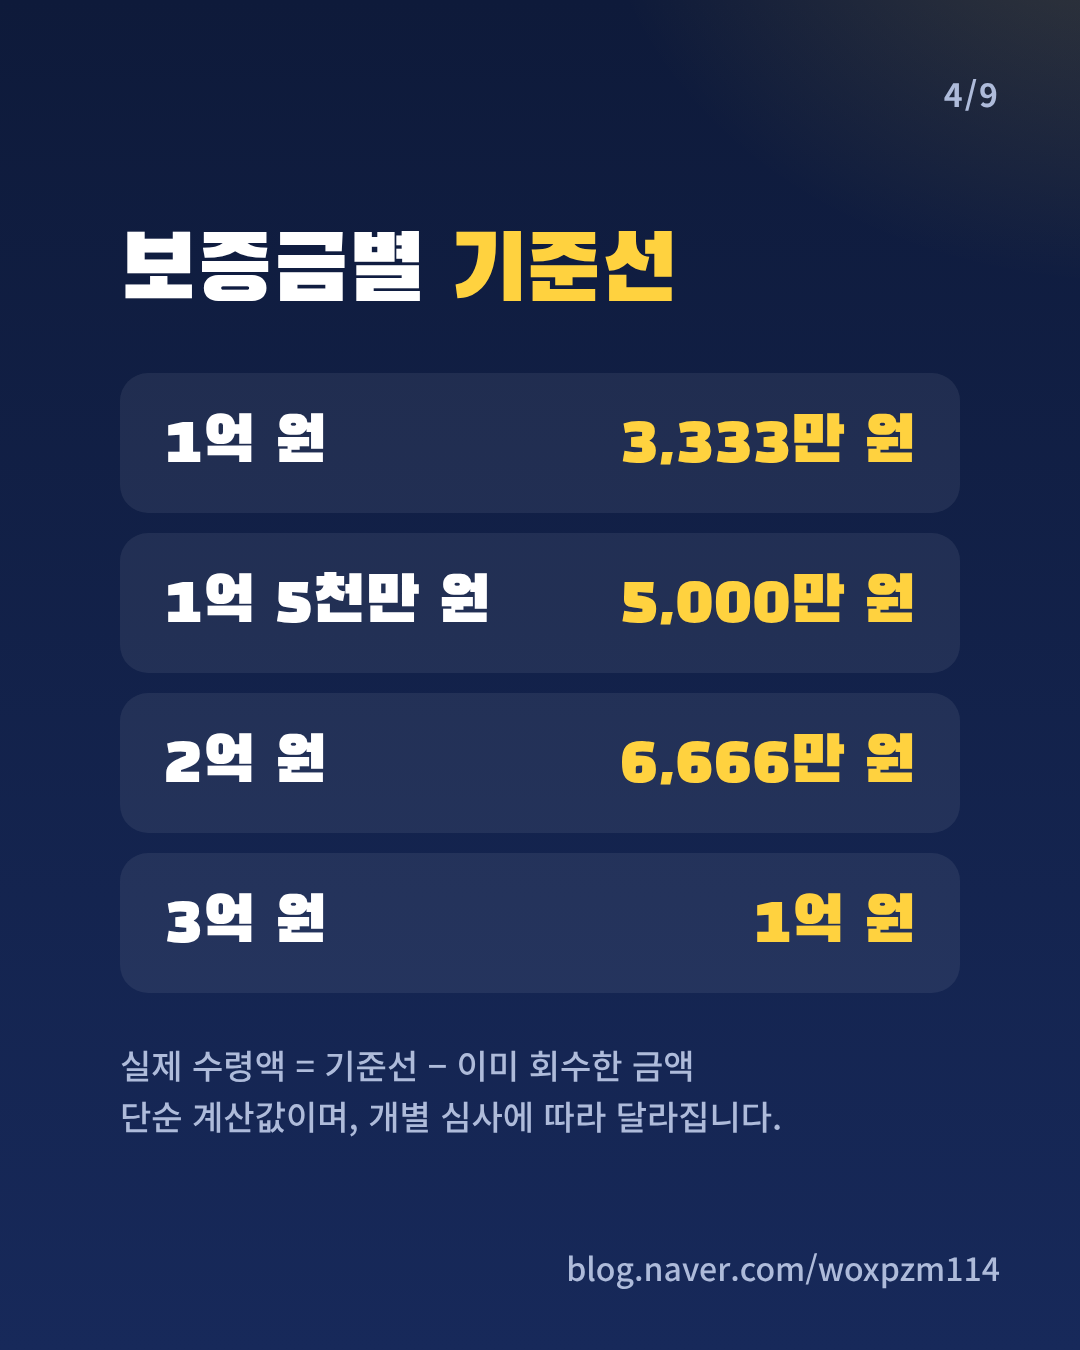 4/9
보증금별 기준선
1억 원 3,333만 원
1억 5천만 원 5,000만 원
2억 원 6,666만 원
3억 원 1억 원
실제 수령액 = 기준선 − 이미 회수한 금액
단순 계산값이며, 개별 심사에 따라 달라집니다.
blog.naver.com/woxpzm114